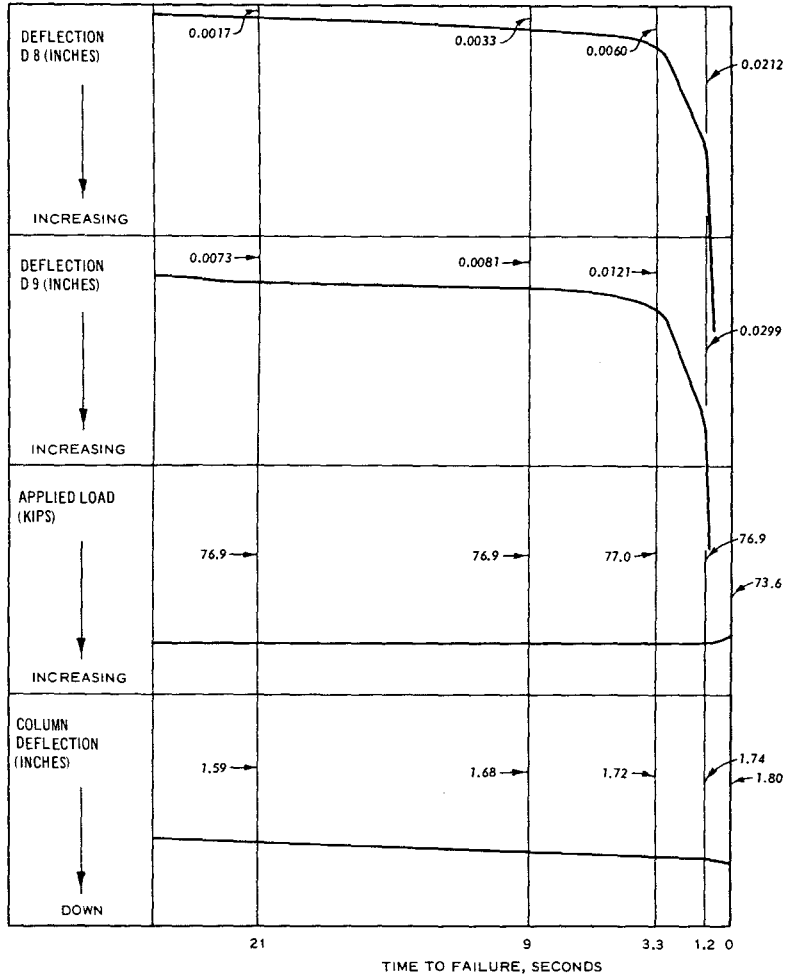 DEFLECTION
D 8 (INCHES)
INCREASING
0.0017
0.0033
0.0060
0.0212
DEFLECTION
D 9 (INCHES)
INCREASING
0.0073
0.0081
0.0121
0.0299
APPLIED LOAD
(KIPS)
INCREASING
76.9
76.9
77.0
76.9
73.6
COLUMN
DEFLECTION
(INCHES)
DOWN
1.59
1.68
1.72
1.74
1.80
21 9 3.3 1.2 0
TIME TO FAILURE, SECONDS